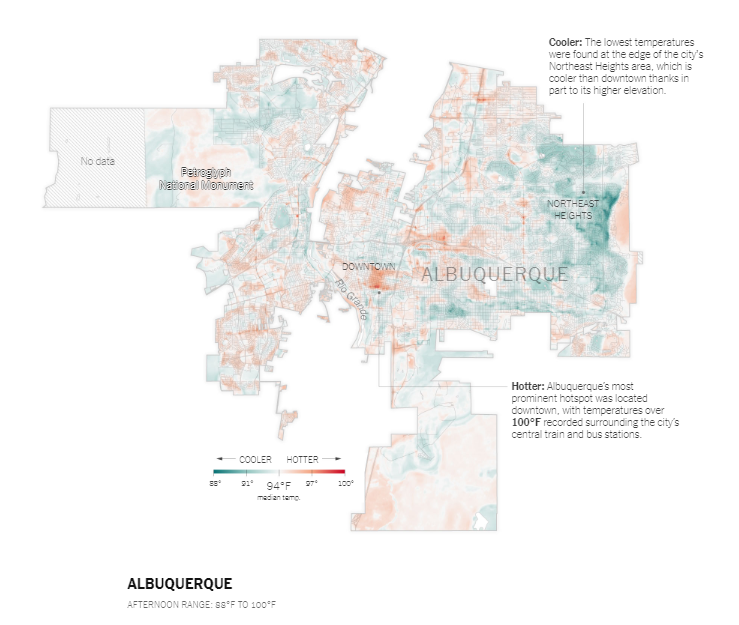 Cooler: The lowest temperatures
were found at the edge of the city's
Northeast Heights area, which is
cooler than downtown thanks in
part to its higher elevation.
No data
Petroglyph
National Monument
NORTHEAST
HEIGHTS
DOWNTOWN
ALBUQUERQUE
Rio Grande
Hotter: Albuquerque's most
prominent hotspot was located
downtown, with temperatures over
100°F recorded surrounding the city's
central train and bus stations.
COOLER HOTTER
88° 91° 94°F 97° 100°
median temp.
ALBUQUERQUE
AFTERNOON RANGE: 88°F TO 100°F